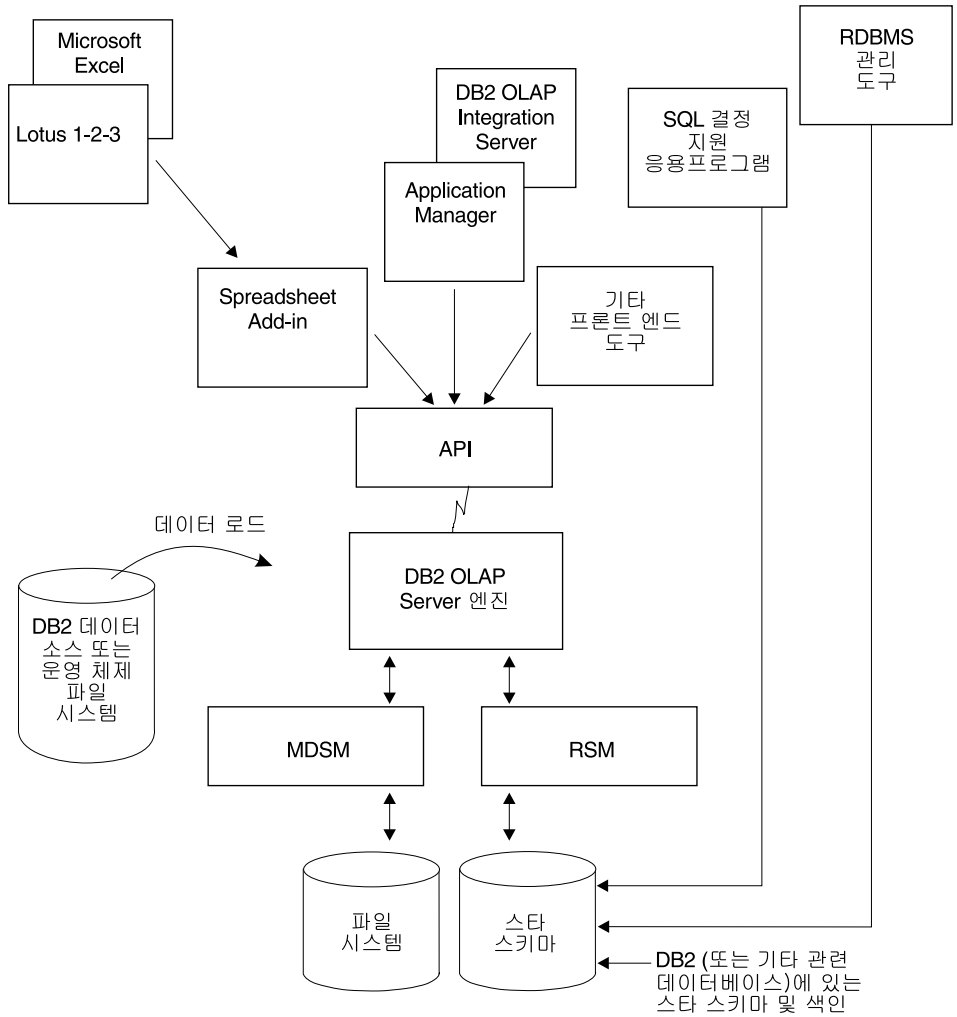 Microsoft
Excel
Lotus 1-2-3
DB2 OLAP
Integration
Server
Application
Manager
SQL 결정
지원
응용프로그램
RDBMS
관리
도구
Spreadsheet
Add-in
기타
프론트 엔드
도구
API
데이터 로드
DB2 OLAP
Server 엔진
DB2 데이터
소스 또는
운영 체제
파일
시스템
MDSM
RSM
파일
시스템
스타
스키마
DB2 (또는 기타 관련
데이터베이스)에 있는
스타 스키마 및 색인